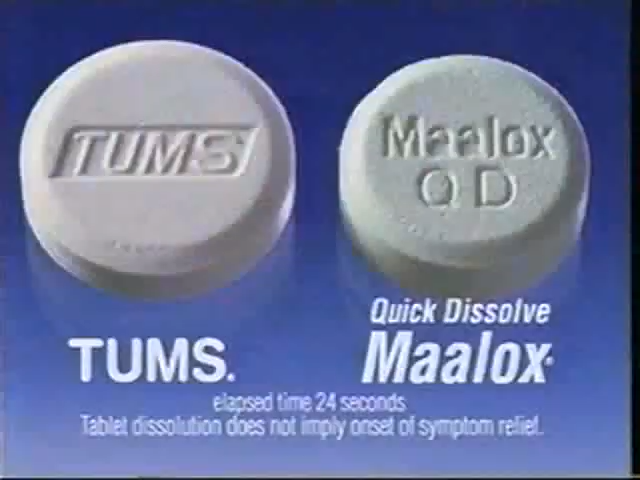 TUMS
Maalox
QD
Quick Dissolve
TUMS.
Maalox®
elapsed time 24 seconds
Tablet dissolution does not imply onset of symptom relief.